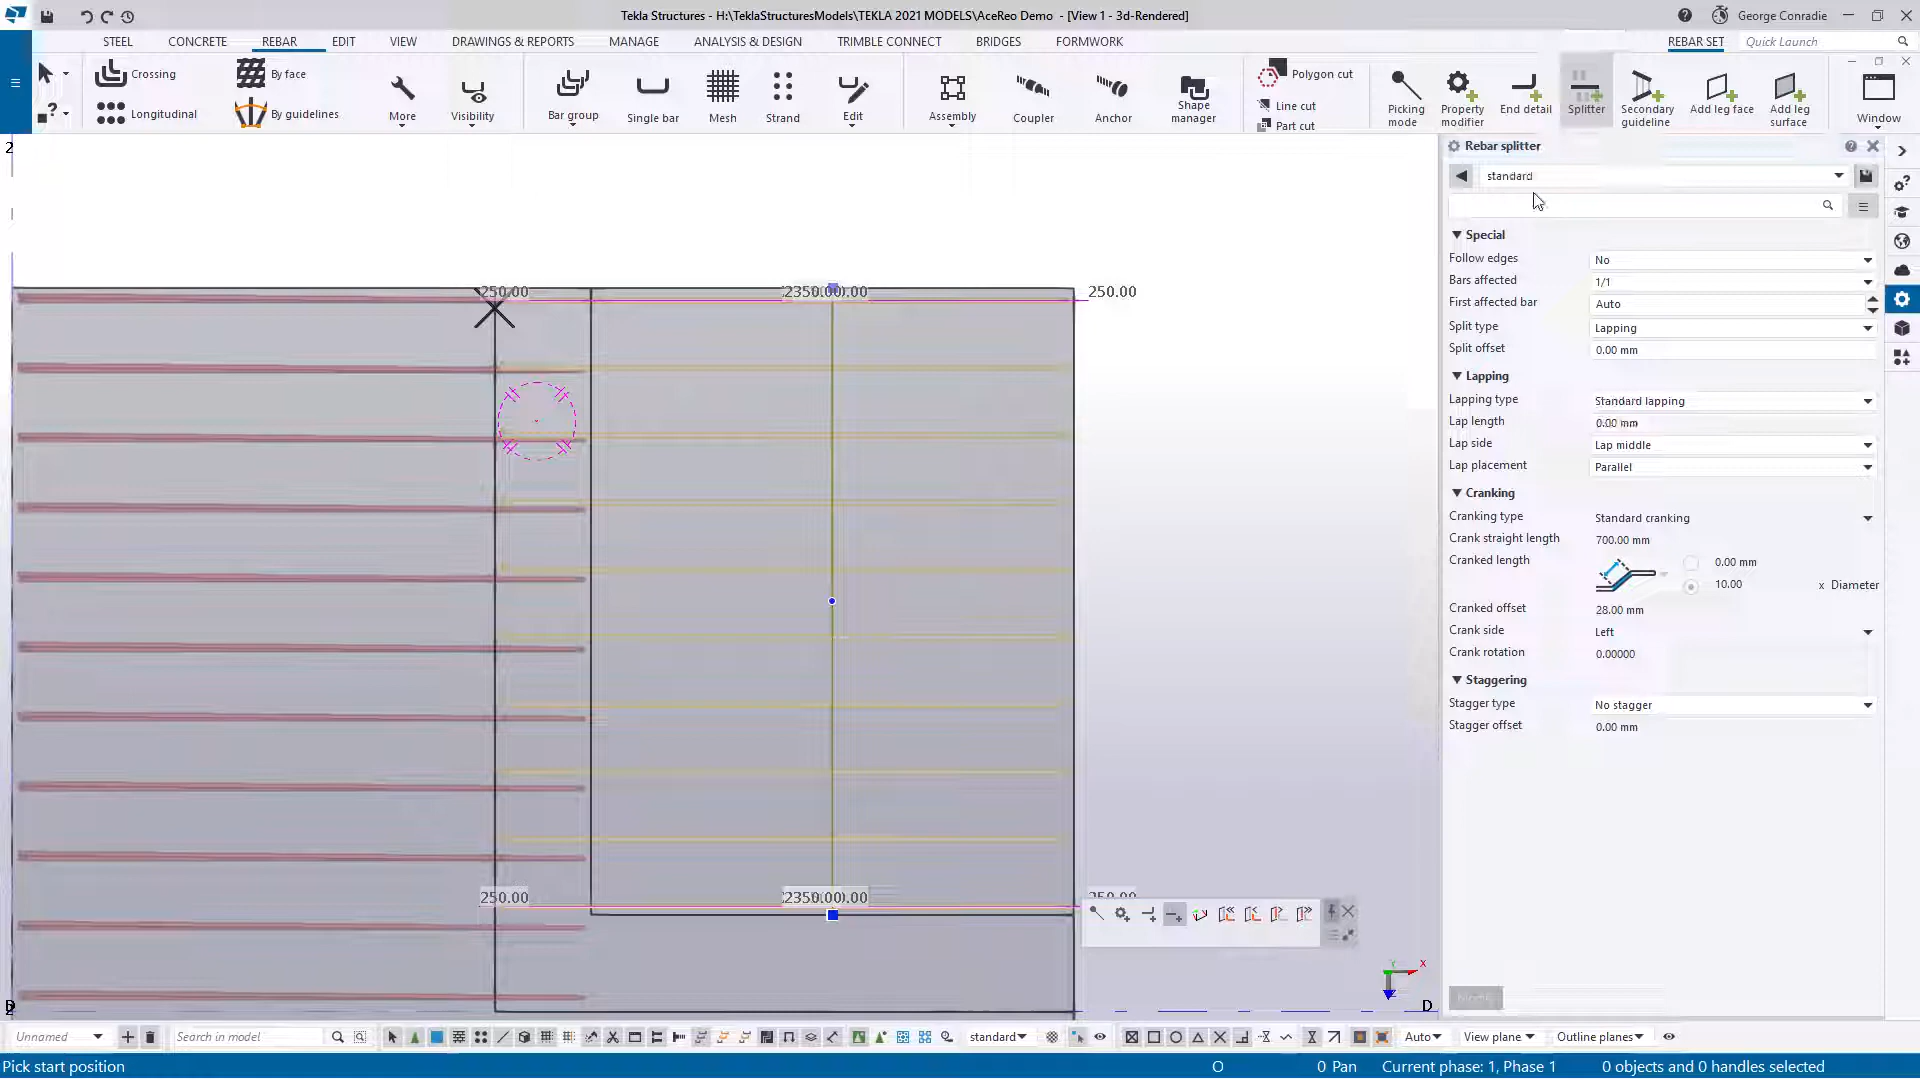 Tekla Structures - H:\TeklaStructuresModels\TEKLA 2021 MODELS\AceReo Demo - [View 1 - 3d-Rendered]
George Conradie
STEEL CONCRETE REBAR EDIT VIEW DRAWINGS & REPORTS MANAGE ANALYSIS & DESIGN TRIMBLE CONNECT BRIDGES FORMWORK REBAR SET Quick Launch
Crossing
Longitudinal
By face
By guidelines
More
Visibility
Bar group
Single bar
Mesh
Strand
Edit
Assembly
Coupler
Anchor
Shape manager
Polygon cut
Line cut
Part cut
Picking mode
Property modifier
End detail
Splitter
Secondary guideline
Add leg face
Add leg surface
Window
Rebar splitter
standard
Special
Follow edges No
Bars affected 1/1
First affected bar Auto
Split type Lapping
Split offset 0.00 mm
Lapping
Lapping type Standard lapping
Lap length 0.00 mm
Lap side Lap middle
Lap placement Parallel
Cranking
Cranking type Standard cranking
Crank straight length 700.00 mm
Cranked length 0.00 mm
10.00 x Diameter
Cranked offset 28.00 mm
Crank side Left
Crank rotation 0.00000
Staggering
Stagger type No stagger
Stagger offset 0.00 mm
2
250.00 250.00
250.00
Y X
D
Unnamed Search in model standard Auto View plane Outline planes
Pick start position O 0 Pan Current phase: 1, Phase 1 0 objects and 0 handles selected